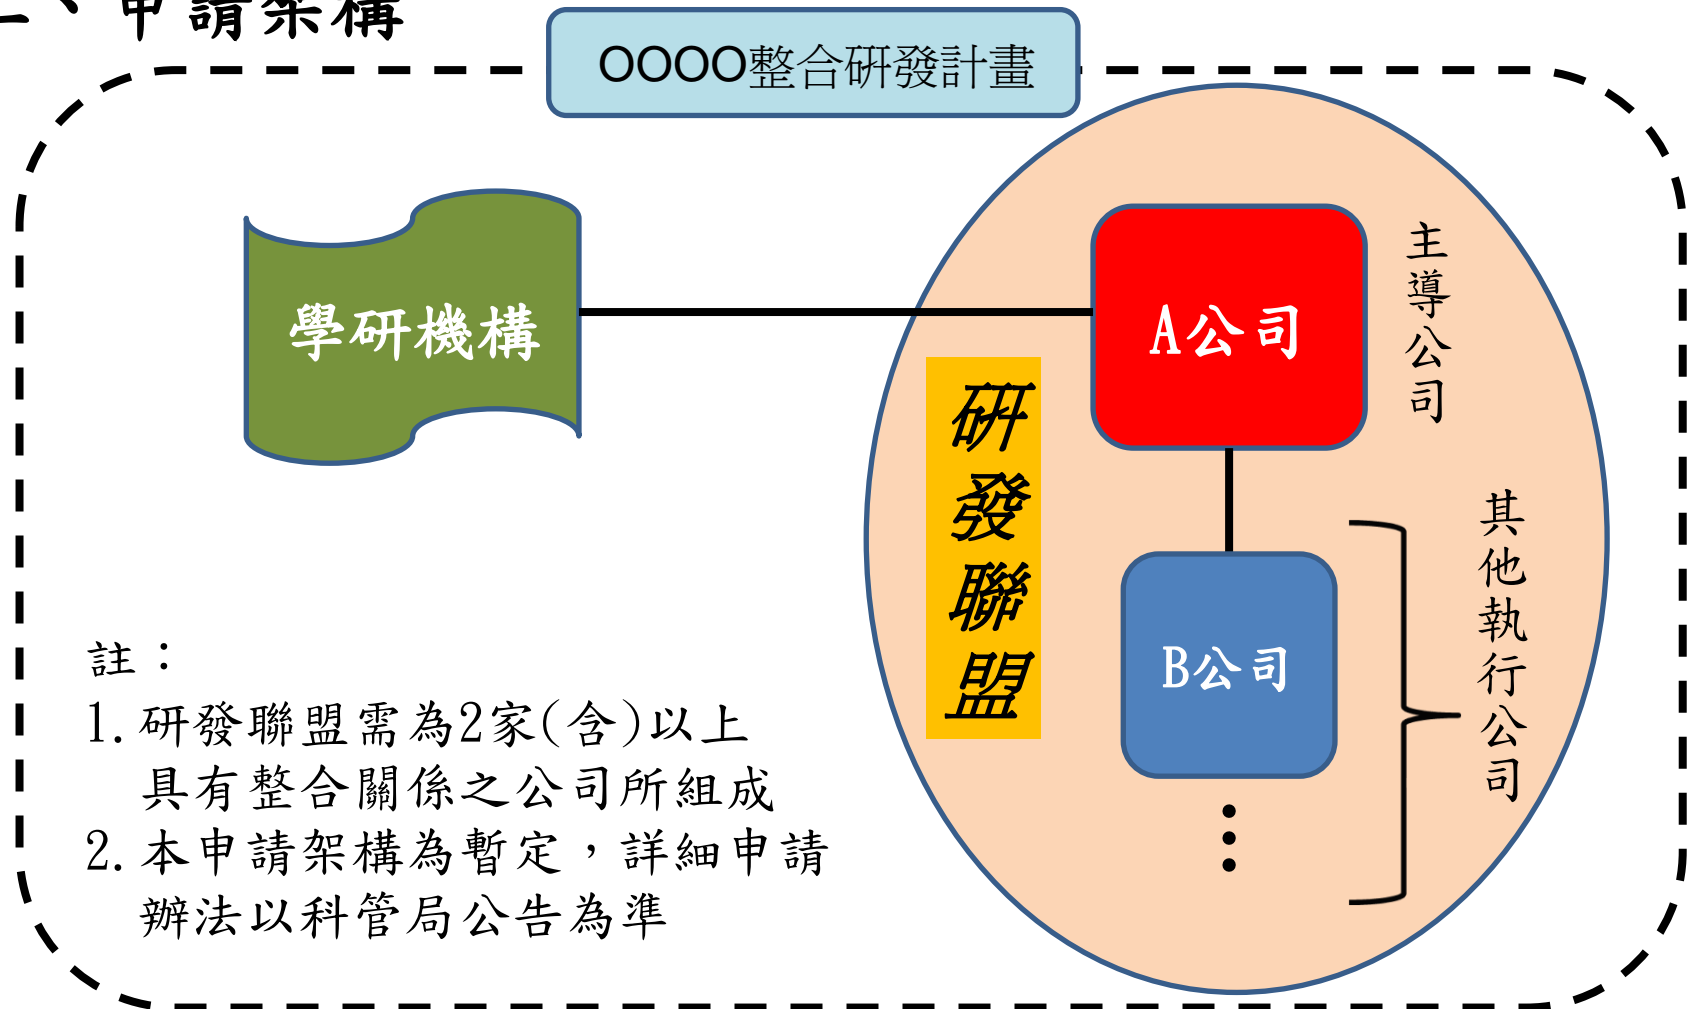 、申請架構
OOOO整合研發計畫
學研機構
A公司
主導公司
研發聯盟
B公司
其他執行公司
註：
1.研發聯盟需為2家(含)以上
具有整合關係之公司所組成
2.本申請架構為暫定，詳細申請
辦法以科管局公告為準